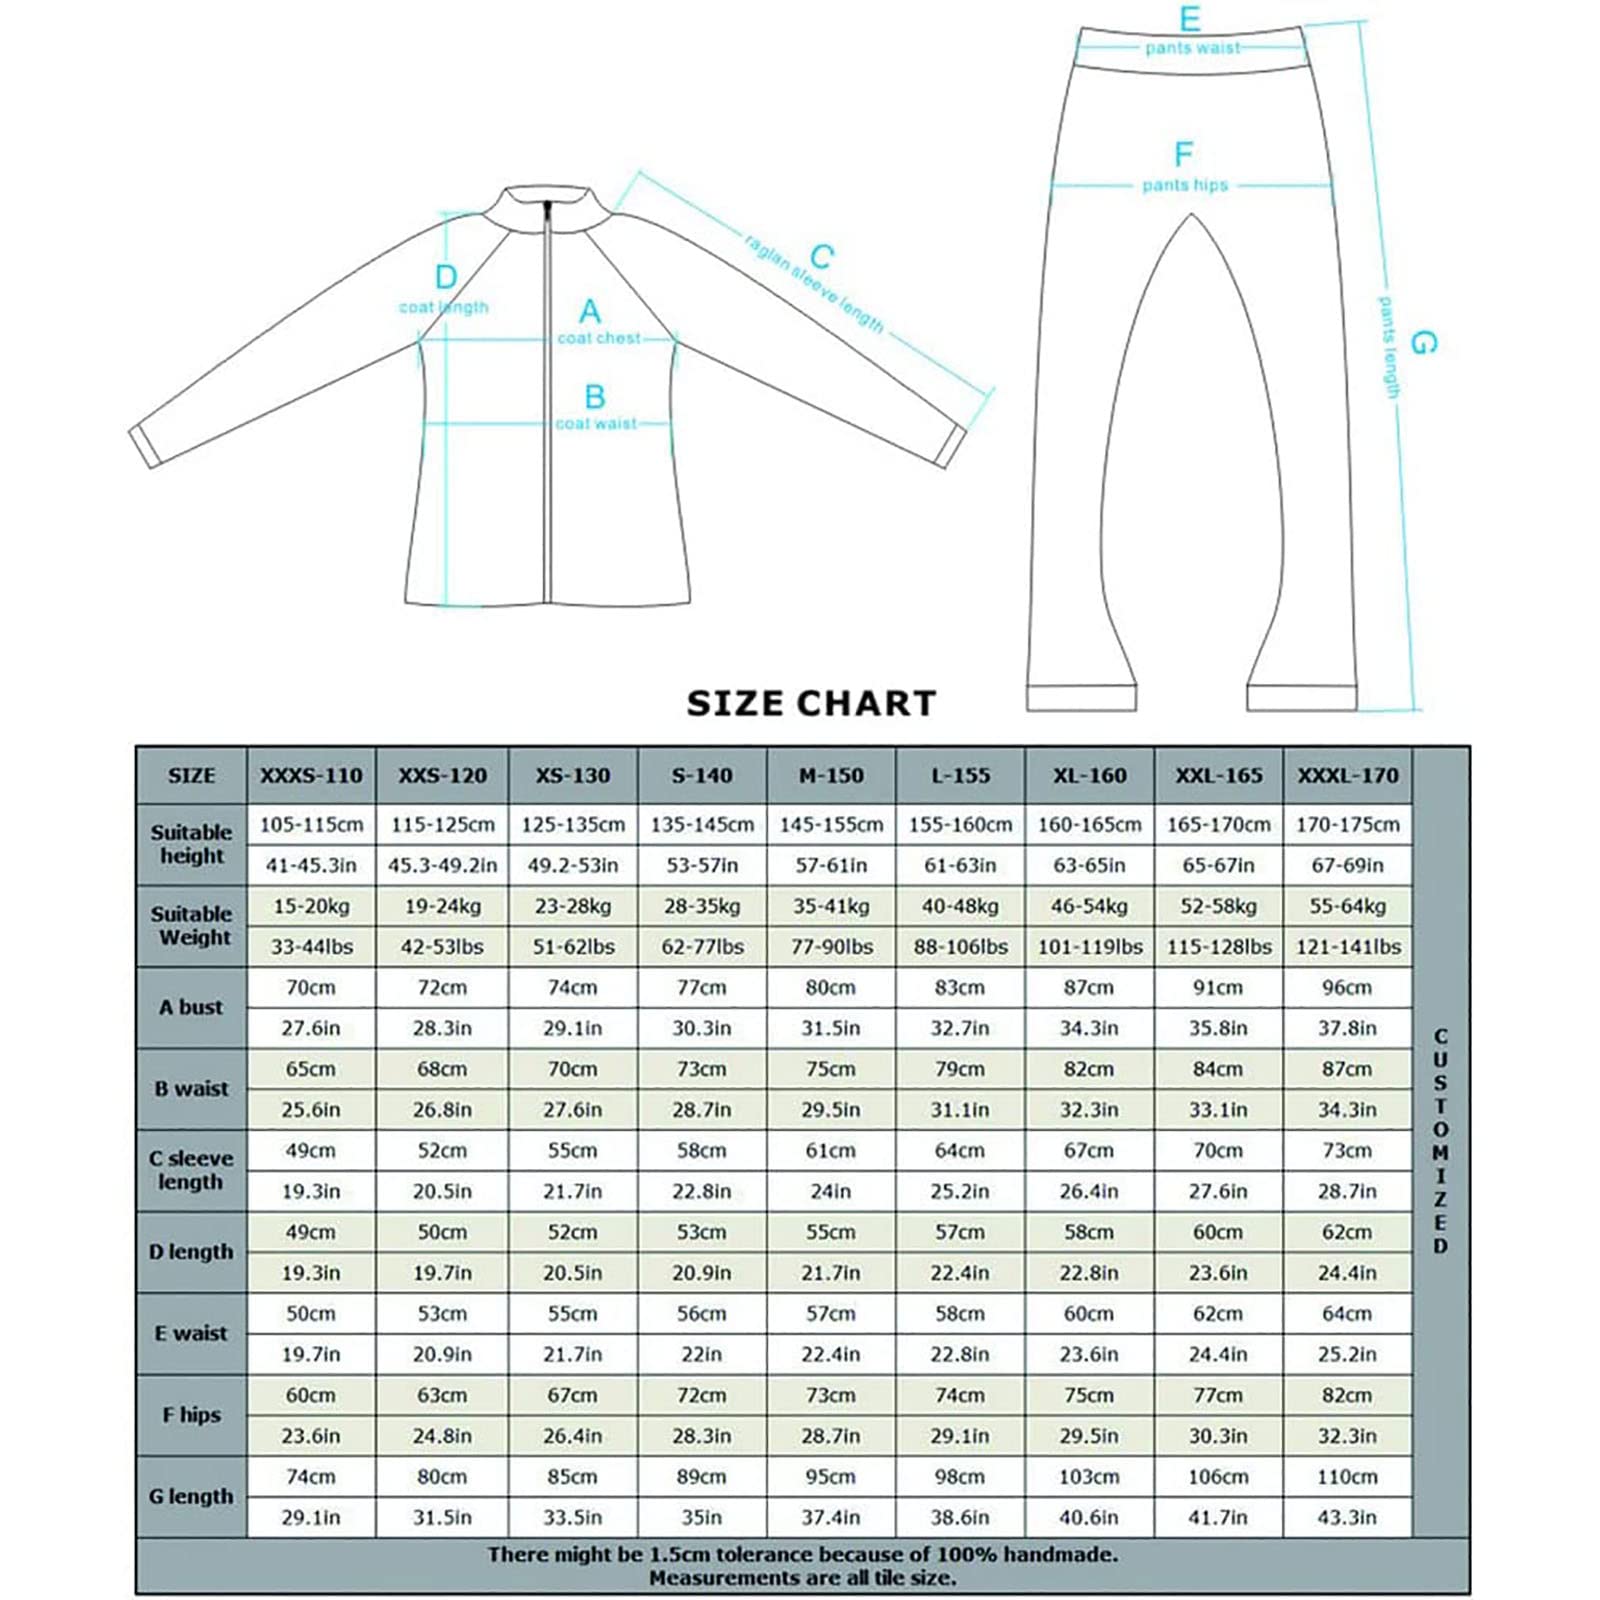 E
pants waist
F
pants hips
C
raglan sleeve length
D
coat length
A
coat chest
B
coat waist
G
pants length
SIZE CHART
SIZE XXXS-110 XXS-120 XS-130 S-140 M-150 L-155 XL-160 XXL-165 XXXL-170
Suitable height
105-115cm 115-125cm 125-135cm 135-145cm 145-155cm 155-160cm 160-165cm 165-170cm 170-175cm
41-45.3in 45.3-49.2in 49.2-53in 53-57in 57-61in 61-63in 63-65in 65-67in 67-69in
Suitable Weight
15-20kg 19-24kg 23-28kg 28-35kg 35-41kg 40-48kg 46-54kg 52-58kg 55-64kg
33-44lbs 42-53lbs 51-62lbs 62-77lbs 77-90lbs 88-106lbs 101-119lbs 115-128lbs 121-141lbs
A bust
70cm 72cm 74cm 77cm 80cm 83cm 87cm 91cm 96cm
27.6in 28.3in 29.1in 30.3in 31.5in 32.7in 34.3in 35.8in 37.8in
B waist
65cm 68cm 70cm 73cm 75cm 79cm 82cm 84cm 87cm
25.6in 26.8in 27.6in 28.7in 29.5in 31.1in 32.3in 33.1in 34.3in
C sleeve length
49cm 52cm 55cm 58cm 61cm 64cm 67cm 70cm 73cm
19.3in 20.5in 21.7in 22.8in 24in 25.2in 26.4in 27.6in 28.7in
D length
49cm 50cm 52cm 53cm 55cm 57cm 58cm 60cm 62cm
19.3in 19.7in 20.5in 20.9in 21.7in 22.4in 22.8in 23.6in 24.4in
E waist
50cm 53cm 55cm 56cm 57cm 58cm 60cm 62cm 64cm
19.7in 20.9in 21.7in 22in 22.4in 22.8in 23.6in 24.4in 25.2in
F hips
60cm 63cm 67cm 72cm 73cm 74cm 75cm 77cm 82cm
23.6in 24.8in 26.4in 28.3in 28.7in 29.1in 29.5in 30.3in 32.3in
G length
74cm 80cm 85cm 89cm 95cm 98cm 103cm 106cm 110cm
29.1in 31.5in 33.5in 35in 37.4in 38.6in 40.6in 41.7in 43.3in
CUSTOMIZED
There might be 1.5cm tolerance because of 100% handmade.
Measurements are all tile size.